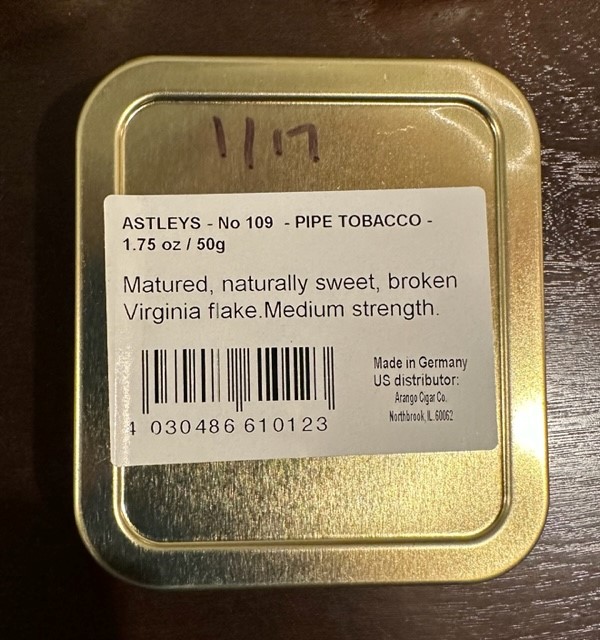 1/17
ASTLEYS - No 109 - PIPE TOBACCO -
1.75 oz / 50g
Matured, naturally sweet, broken
Virginia flake.Medium strength.
Made in Germany
US distributor:
Arango Cigar Co.
Northbrook, IL 60062
4 030486 610123